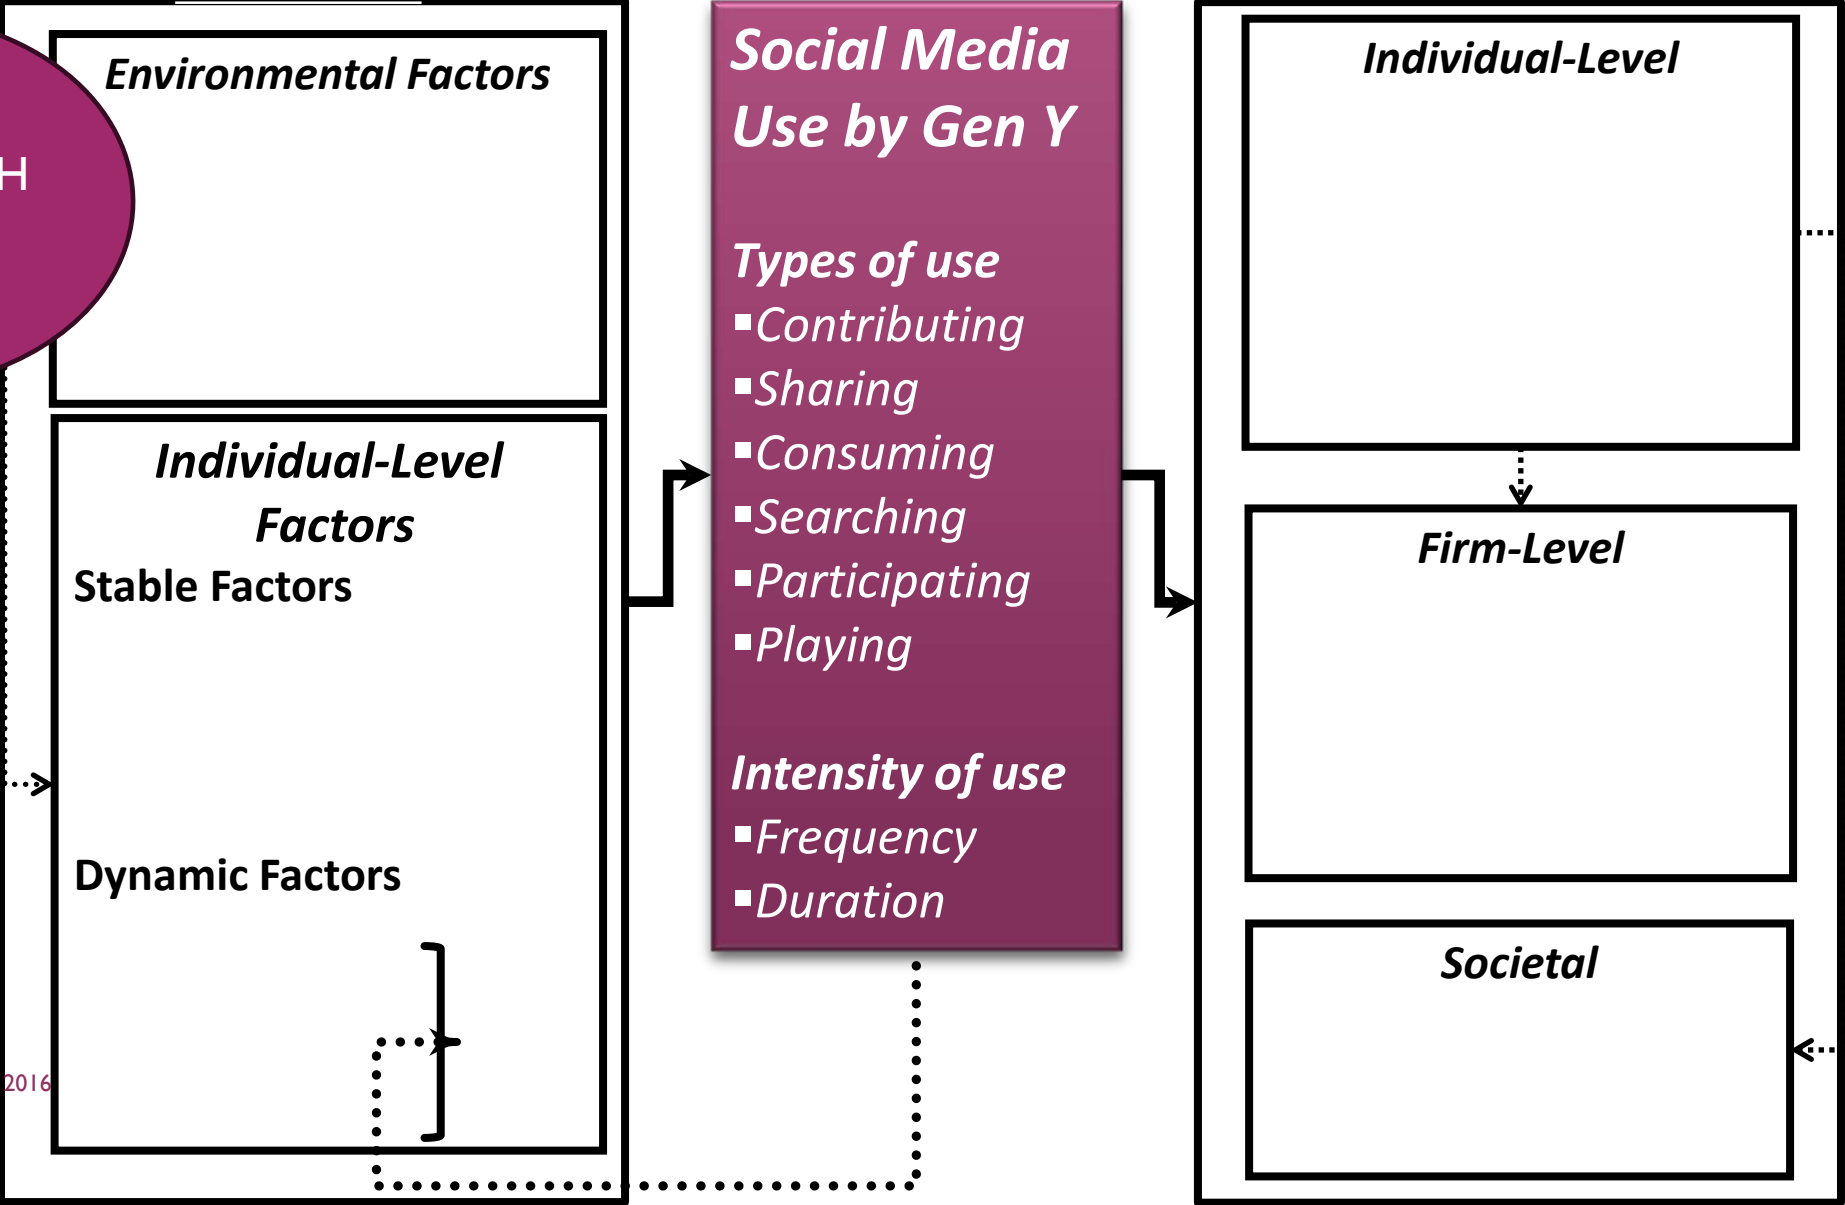 H
Environmental Factors
Individual-Level
Factors
Stable Factors
Dynamic Factors
2016
Social Media
Use by Gen Y
Types of use
▪Contributing
▪Sharing
▪Consuming
▪Searching
▪Participating
▪Playing
Intensity of use
▪Frequency
▪Duration
Individual-Level
Firm-Level
Societal